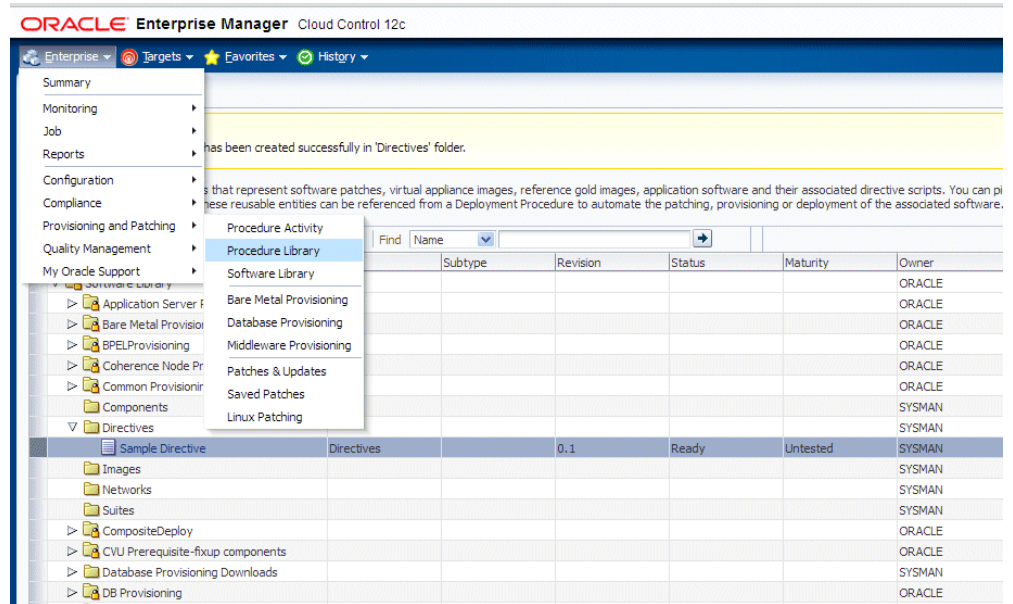 ORACLE Enterprise Manager Cloud Control 12c
Enterprise Targets Favorites History
Summary
Monitoring
Job
Reports
Configuration
Compliance
Provisioning and Patching
Quality Management
My Oracle Support
has been created successfully in 'Directives' folder.
s that represent software patches, virtual appliance images, reference gold images, application software and their associated directive scripts. You can pi
hese reusable entities can be referenced from a Deployment Procedure to automate the patching, provisioning or deployment of the associated software.
Procedure Activity
Procedure Library
Software Library
Bare Metal Provisioning
Database Provisioning
Middleware Provisioning
Patches & Updates
Saved Patches
Linux Patching
Find Name
Subtype Revision Status Maturity Owner
Software Library ORACLE
Application Server P ORACLE
Bare Metal Provision ORACLE
BPELProvisioning ORACLE
Coherence Node Pr ORACLE
Common Provisionin ORACLE
Components SYSMAN
Directives SYSMAN
Sample Directive Directives 0.1 Ready Untested SYSMAN
Images SYSMAN
Networks SYSMAN
Suites SYSMAN
CompositeDeploy ORACLE
CVU Prerequisite-fixup components ORACLE
Database Provisioning Downloads SYSMAN
DB Provisioning ORACLE